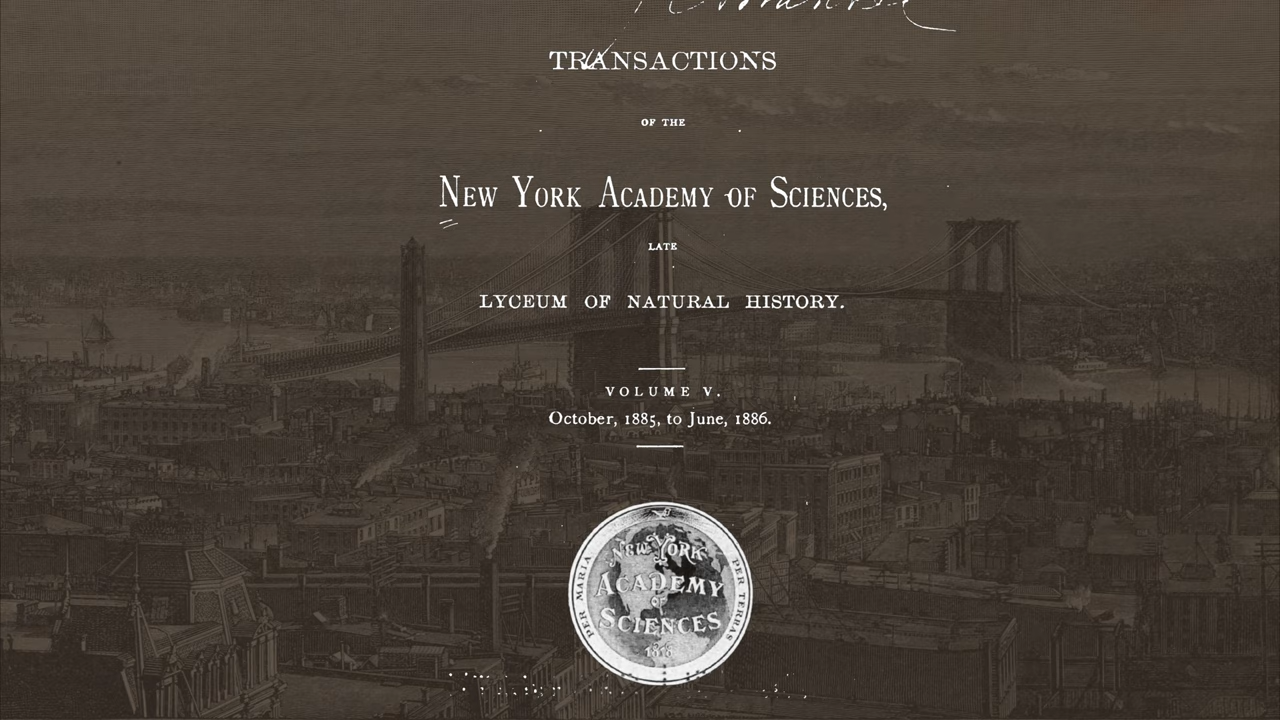 TRANSACTIONS
OF THE
NEW YORK ACADEMY OF SCIENCES,
LATE
LYCEUM OF NATURAL HISTORY.
VOLUME V.
October, 1885, to June, 1886.
NEW YORK
ACADEMY
OF
SCIENCES
PER MARIA
PER TERRAS